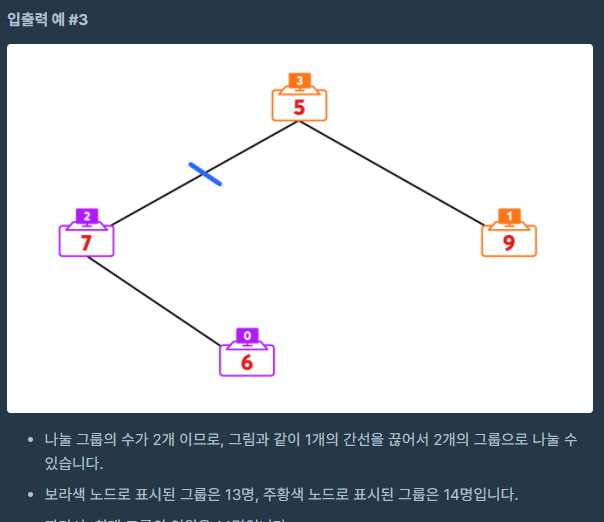 입출력 예 #3
3
5
2
7
1
9
0
6
나눌 그룹의 수가 2개 이므로, 그림과 같이 1개의 간선을 끊어서 2개의 그룹으로 나눌 수
있습니다.
보라색 노드로 표시된 그룹은 13명, 주황색 노드로 표시된 그룹은 14명입니다.